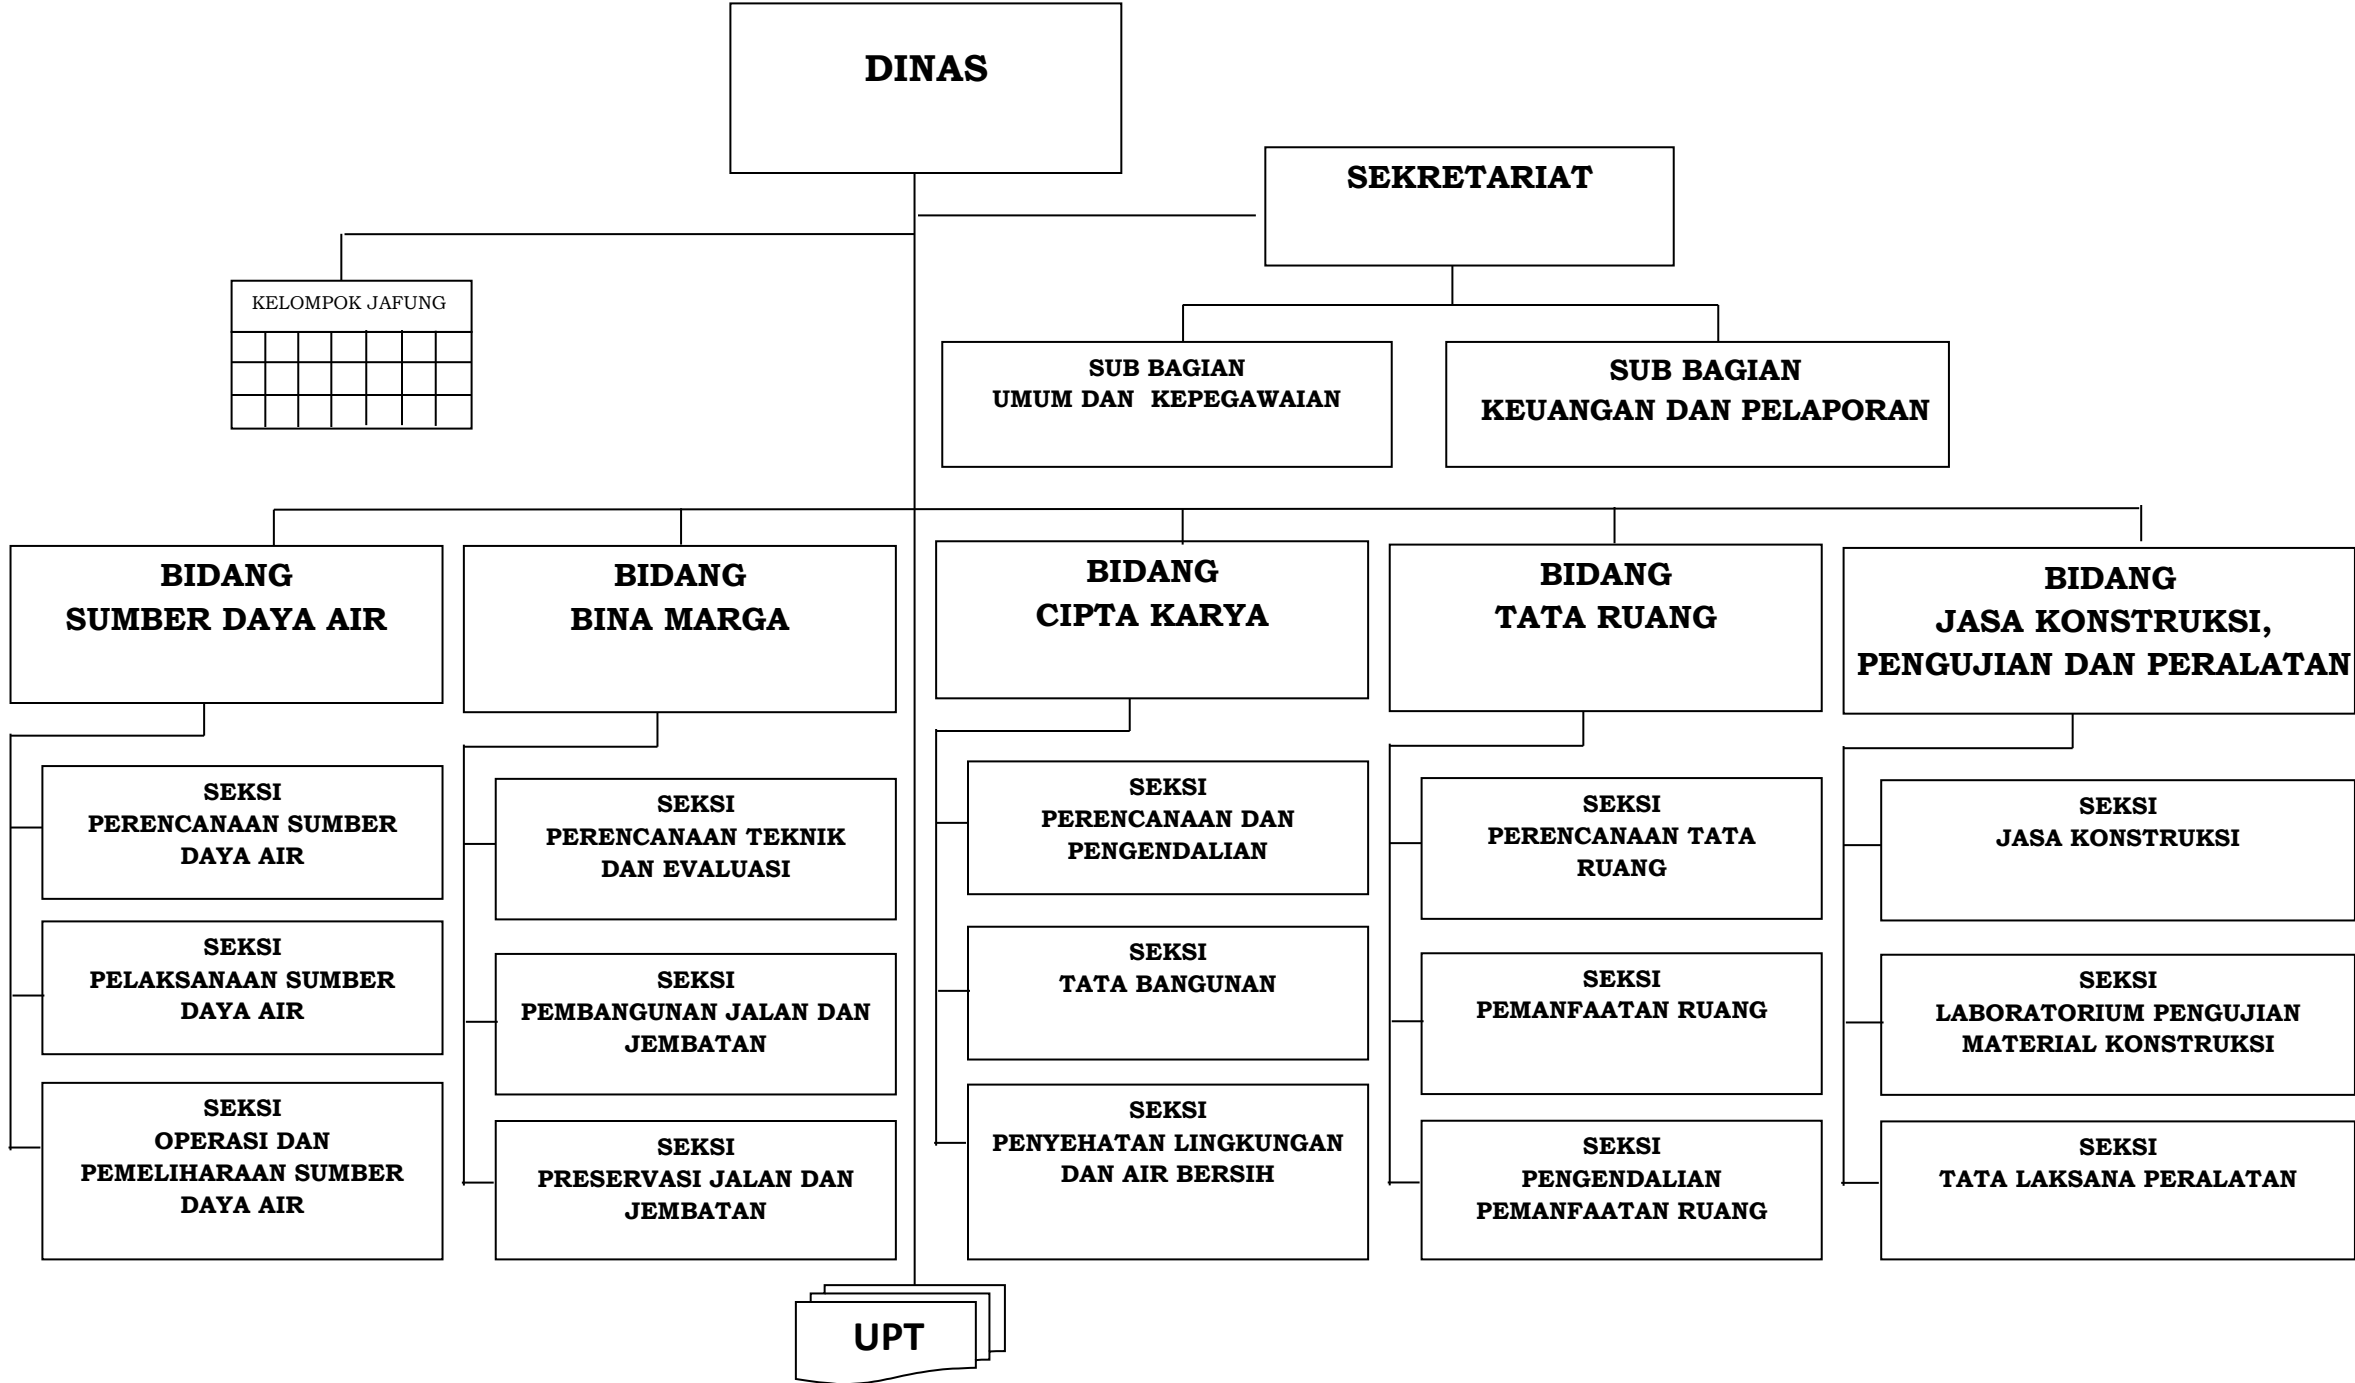 DINAS
SEKRETARIAT
KELOMPOK JAFUNG
SUB BAGIAN
UMUM DAN  KEPEGAWAIAN
SUB BAGIAN
KEUANGAN DAN PELAPORAN
BIDANG
SUMBER DAYA AIR
BIDANG
BINA MARGA
BIDANG
CIPTA KARYA
BIDANG
TATA RUANG
BIDANG
JASA KONSTRUKSI,
PENGUJIAN DAN PERALATAN
SEKSI
PERENCANAAN SUMBER
DAYA AIR
SEKSI
PERENCANAAN TEKNIK
DAN EVALUASI
SEKSI
PERENCANAAN DAN
PENGENDALIAN
SEKSI
PERENCANAAN TATA
RUANG
SEKSI
JASA KONSTRUKSI
SEKSI
PELAKSANAAN SUMBER
DAYA AIR
SEKSI
PEMBANGUNAN JALAN DAN
JEMBATAN
SEKSI
TATA BANGUNAN
SEKSI
PEMANFAATAN RUANG
SEKSI
LABORATORIUM PENGUJIAN
MATERIAL KONSTRUKSI
SEKSI
OPERASI DAN
PEMELIHARAAN SUMBER
DAYA AIR
SEKSI
PRESERVASI JALAN DAN
JEMBATAN
SEKSI
PENYEHATAN LINGKUNGAN
DAN AIR BERSIH
SEKSI
PENGENDALIAN
PEMANFAATAN RUANG
SEKSI
TATA LAKSANA PERALATAN
UPT